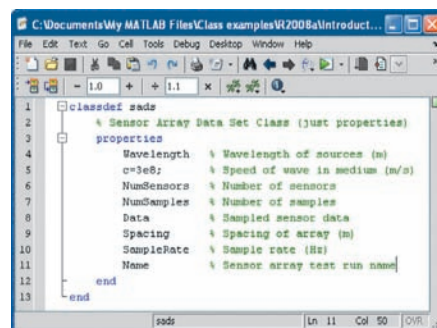 C:\Documents\My MATLAB Files\Class examples\R2008a\Introduct...
File Edit Text Go Cell Tools Debug Desktop Window Help
- 1.0 + ÷ 1.1 ×
1 classdef sads
2 % Sensor Array Data Set Class (just properties)
3 properties
4 Wavelength % Wavelength of sources (m)
5 c=3e8; % Speed of wave in medium (m/s)
6 NumSensors % Number of sensors
7 NumSamples % Number of samples
8 Data % Sampled sensor data
9 Spacing % Spacing of array (m)
10 SampleRate % Sample rate (Hz)
11 Name % Sensor array test run name
12 end
13 end
sads Ln 11 Col 50 OVR